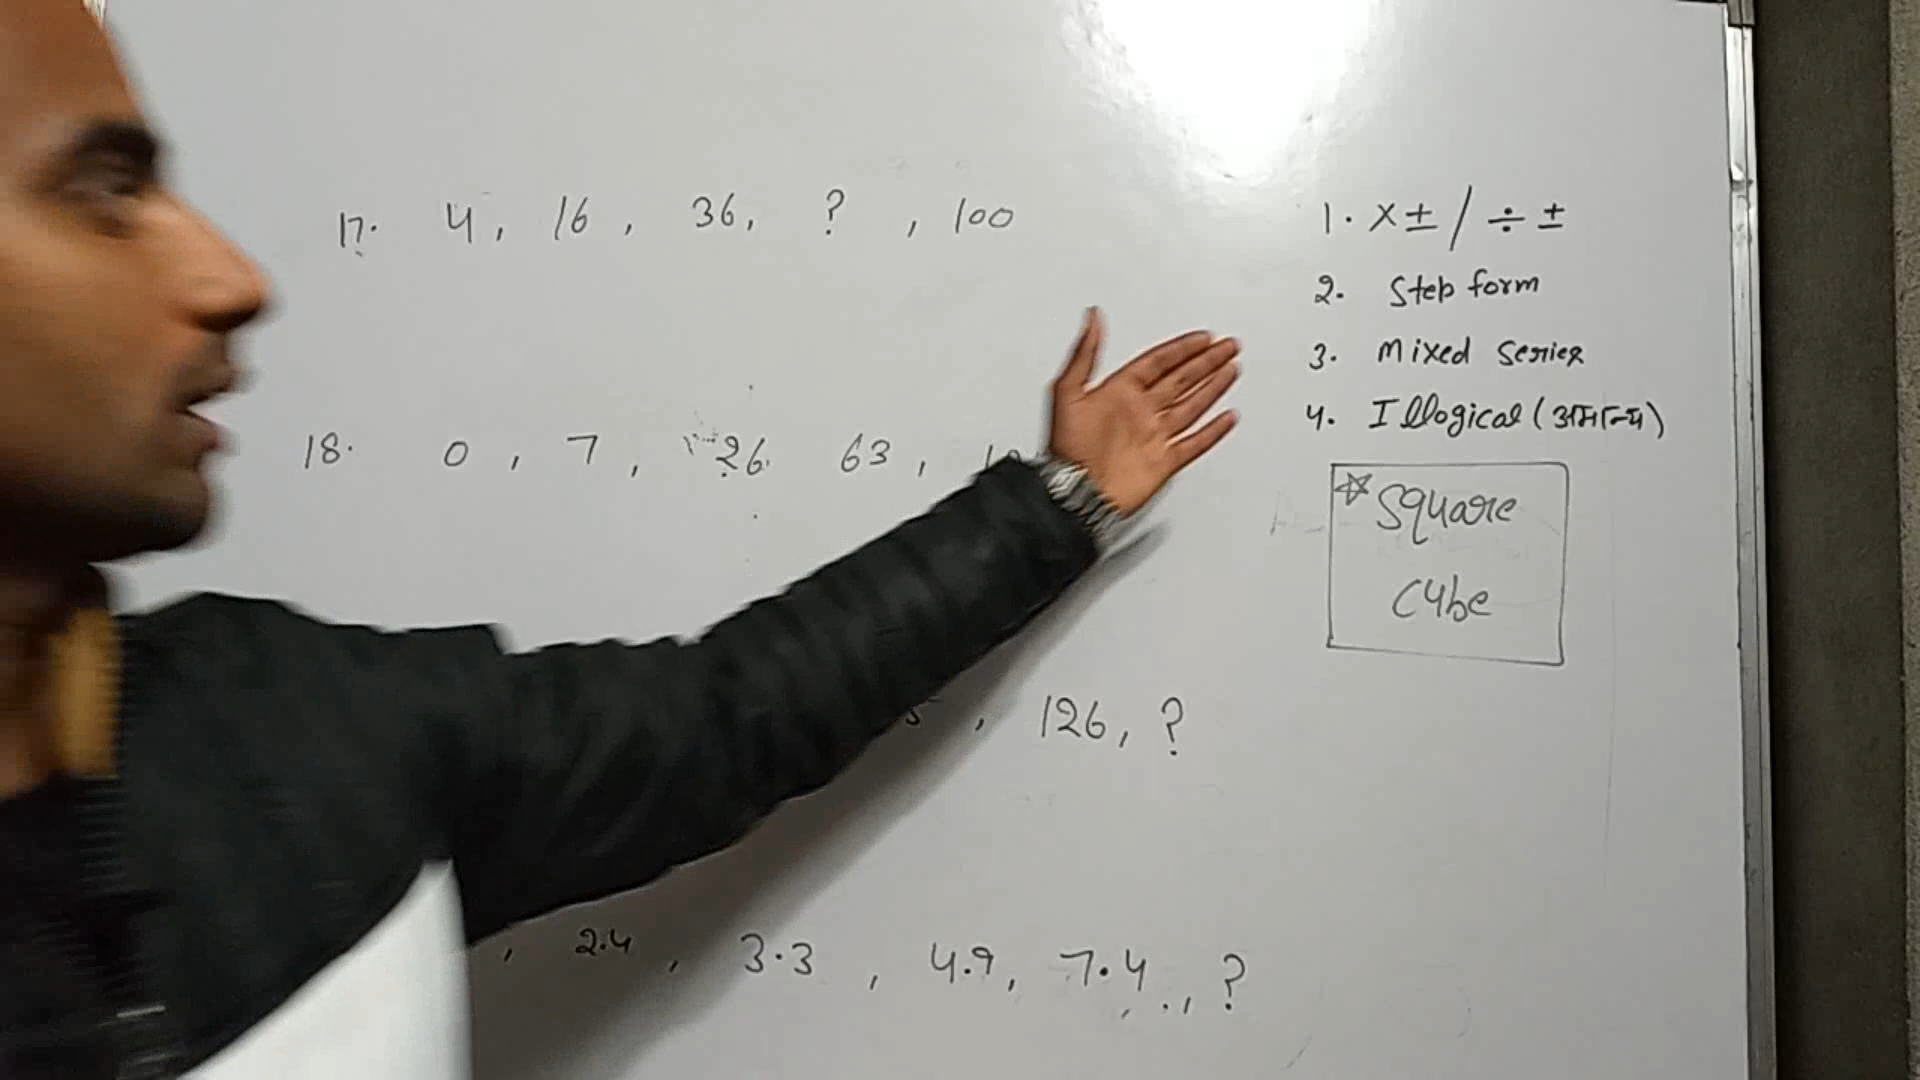 17. 4, 16, 36, ?, 100
18. 0, 7, 26, 63,
126, ?
, 2.4, 3.3, 4.9, 7.4, ?
1. × ± / ÷ ±
2. Step form
3. Mixed Series
4. Illogical (असामान्य)
☆ Square
Cube